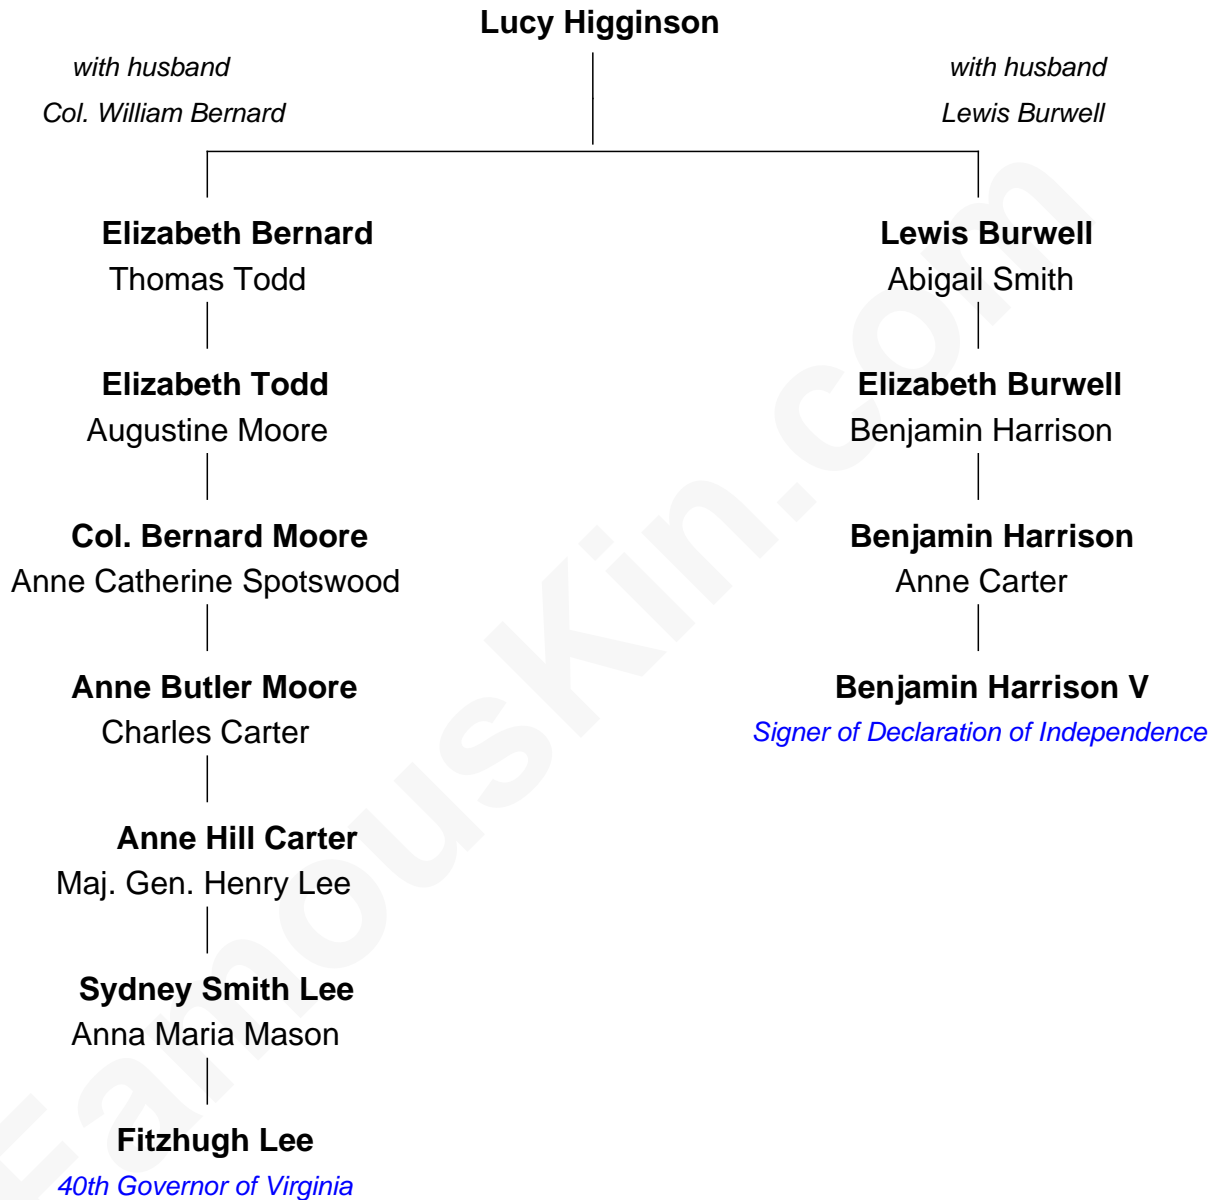 Lucy Higginson
with husband
Col. William Bernard
with husband
Lewis Burwell
Elizabeth Bernard
Thomas Todd
Elizabeth Todd
Augustine Moore
Col. Bernard Moore
Anne Catherine Spotswood
Anne Butler Moore
Charles Carter
Anne Hill Carter
Maj. Gen. Henry Lee
Sydney Smith Lee
Anna Maria Mason
Fitzhugh Lee
40th Governor of Virginia
Lewis Burwell
Abigail Smith
Elizabeth Burwell
Benjamin Harrison
Benjamin Harrison
Anne Carter
Benjamin Harrison V
Signer of Declaration of Independence
FamousKin.com